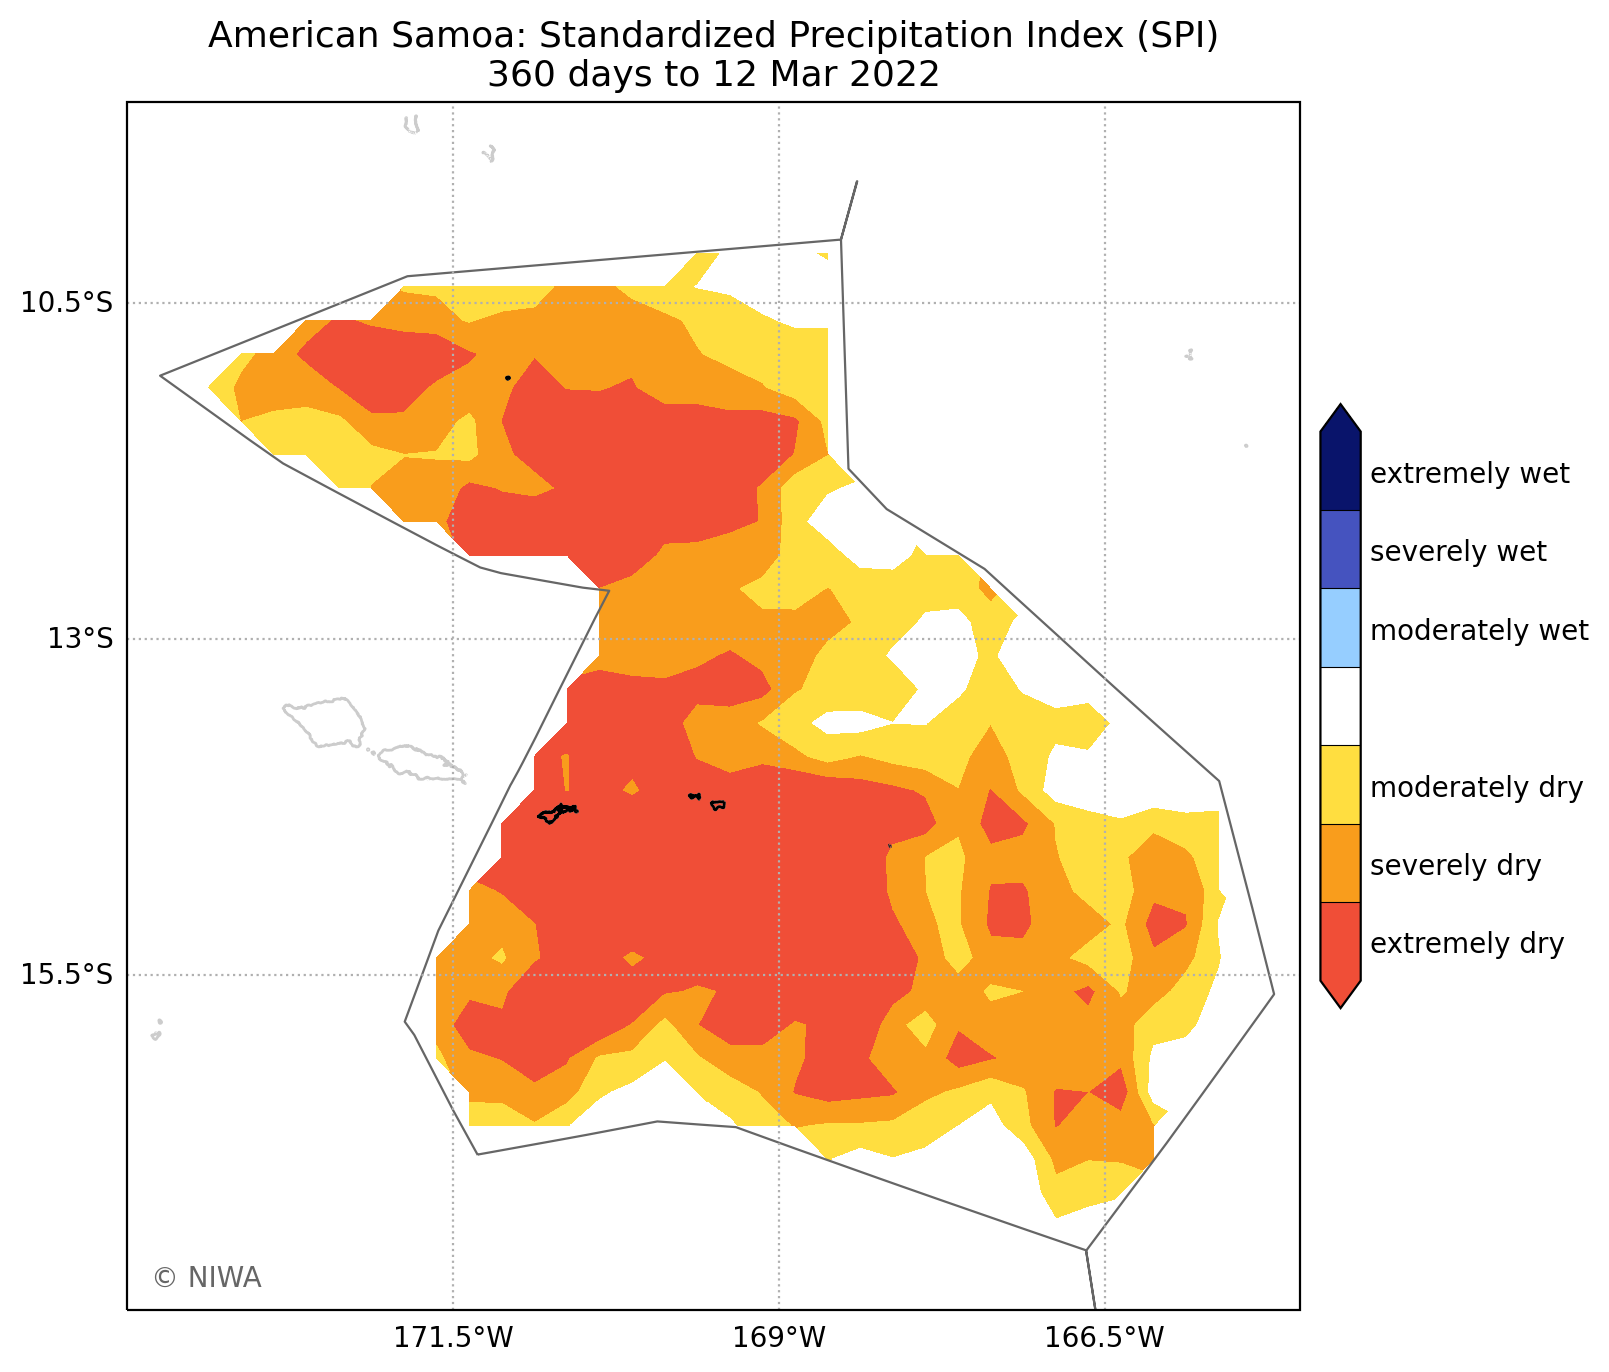 American Samoa: Standardized Precipitation Index (SPI)
360 days to 12 Mar 2022
10.5°S
13°S
15.5°S
171.5°W
169°W
166.5°W
extremely wet
severely wet
moderately wet
moderately dry
severely dry
extremely dry
© NIWA